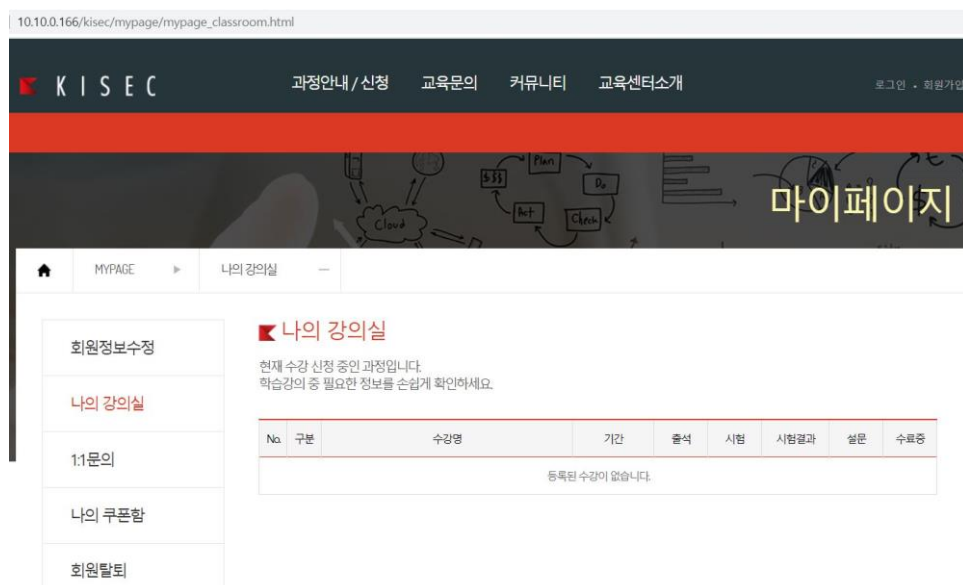 10.10.0.166/kisec/mypage/mypage_classroom.html
KISEC 과정안내 / 신청 교육문의 커뮤니티 교육센터소개 로그인 • 회원가입
Plan
$$$ Do
Cloud Act Check
마이페이지
MYPAGE 나의 강의실
나의 강의실
현재 수강 신청 중인 과정입니다.
학습강의 중 필요한 정보를 손쉽게 확인하세요.
회원정보수정
나의 강의실
1:1문의
나의 쿠폰함
회원탈퇴
No. 구분 수강명 기간 출석 시험 시험결과 설문 수료증
등록된 수강이 없습니다.